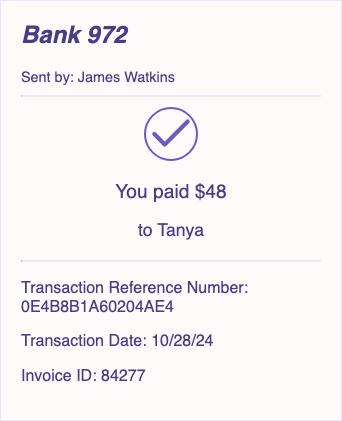 Bank 972
Sent by: James Watkins
You paid $48
to Tanya
Transaction Reference Number:
0E4B8B1A60204AE4
Transaction Date: 10/28/24
Invoice ID: 84277